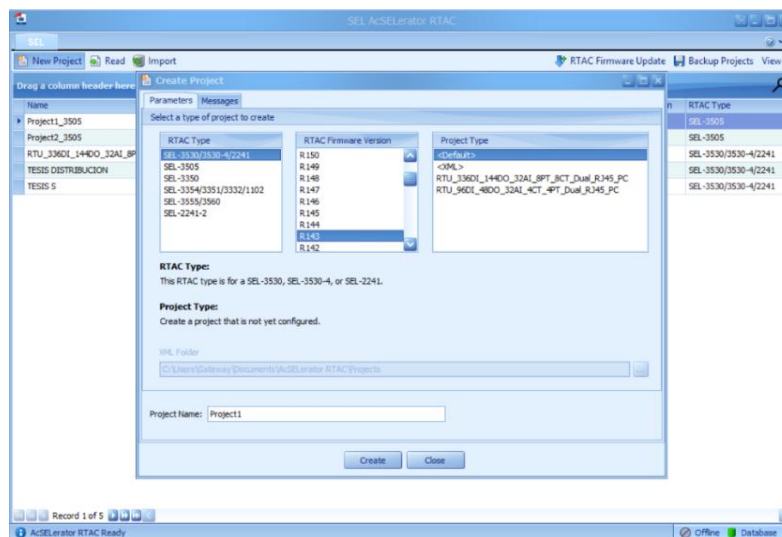 SEL AcSELerator RTAC
SEL
New Project Read Import RTAC Firmware Update Backup Projects View
Drag a column header here
Name RTAC Type
Project1_3505 SEL-3505
Project2_3505 SEL-3505
RTU_336DI_144DO_32AI_8P SEL-3530/3530-4/2241
TESIS DISTRIBUCION SEL-3530/3530-4/2241
TESIS S SEL-3530/3530-4/2241
Create Project
Parameters Messages
Select a type of project to create
RTAC Type
SEL-3530/3530-4/2241
SEL-3505
SEL-3350
SEL-3354/3351/3332/1102
SEL-3555/3560
SEL-2241-2
RTAC Firmware Version
R150
R149
R148
R147
R146
R145
R144
R143
R142
Project Type
<Default>
<XML>
RTU_336DI_144DO_32AI_8PT_8CT_Dual_RJ45_PC
RTU_96DI_48DO_32AI_4CT_4PT_Dual_RJ45_PC
RTAC Type:
This RTAC type is for a SEL-3530, SEL-3530-4, or SEL-2241.
Project Type:
Create a project that is not yet configured.
XML Folder
C:\Users\Gateway\Documents\AcSELerator RTAC\Projects
Project Name: Project1
Create Close
Record 1 of 5
AcSELerator RTAC Ready Offline Database